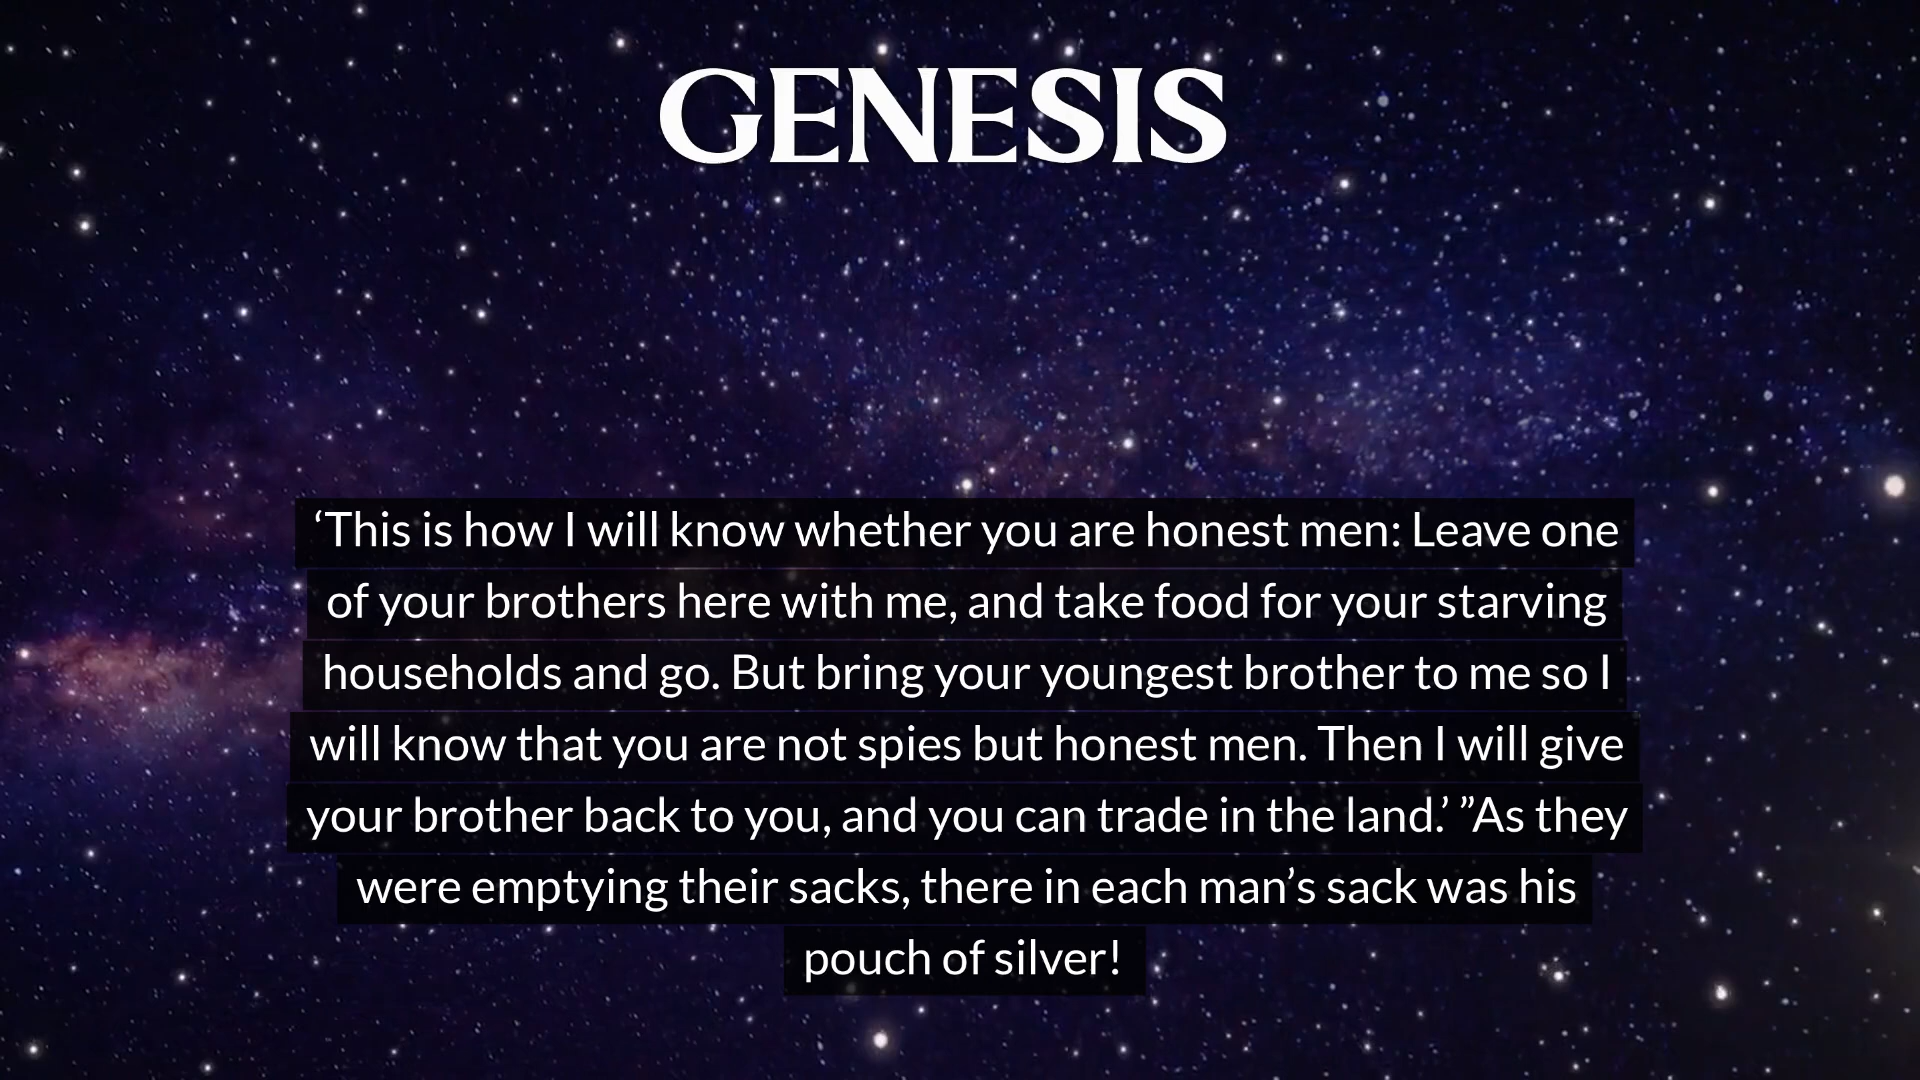 GENESIS
‘This is how I will know whether you are honest men: Leave one
of your brothers here with me, and take food for your starving
households and go. But bring your youngest brother to me so I
will know that you are not spies but honest men. Then I will give
your brother back to you, and you can trade in the land.’ ”As they
were emptying their sacks, there in each man’s sack was his
pouch of silver!